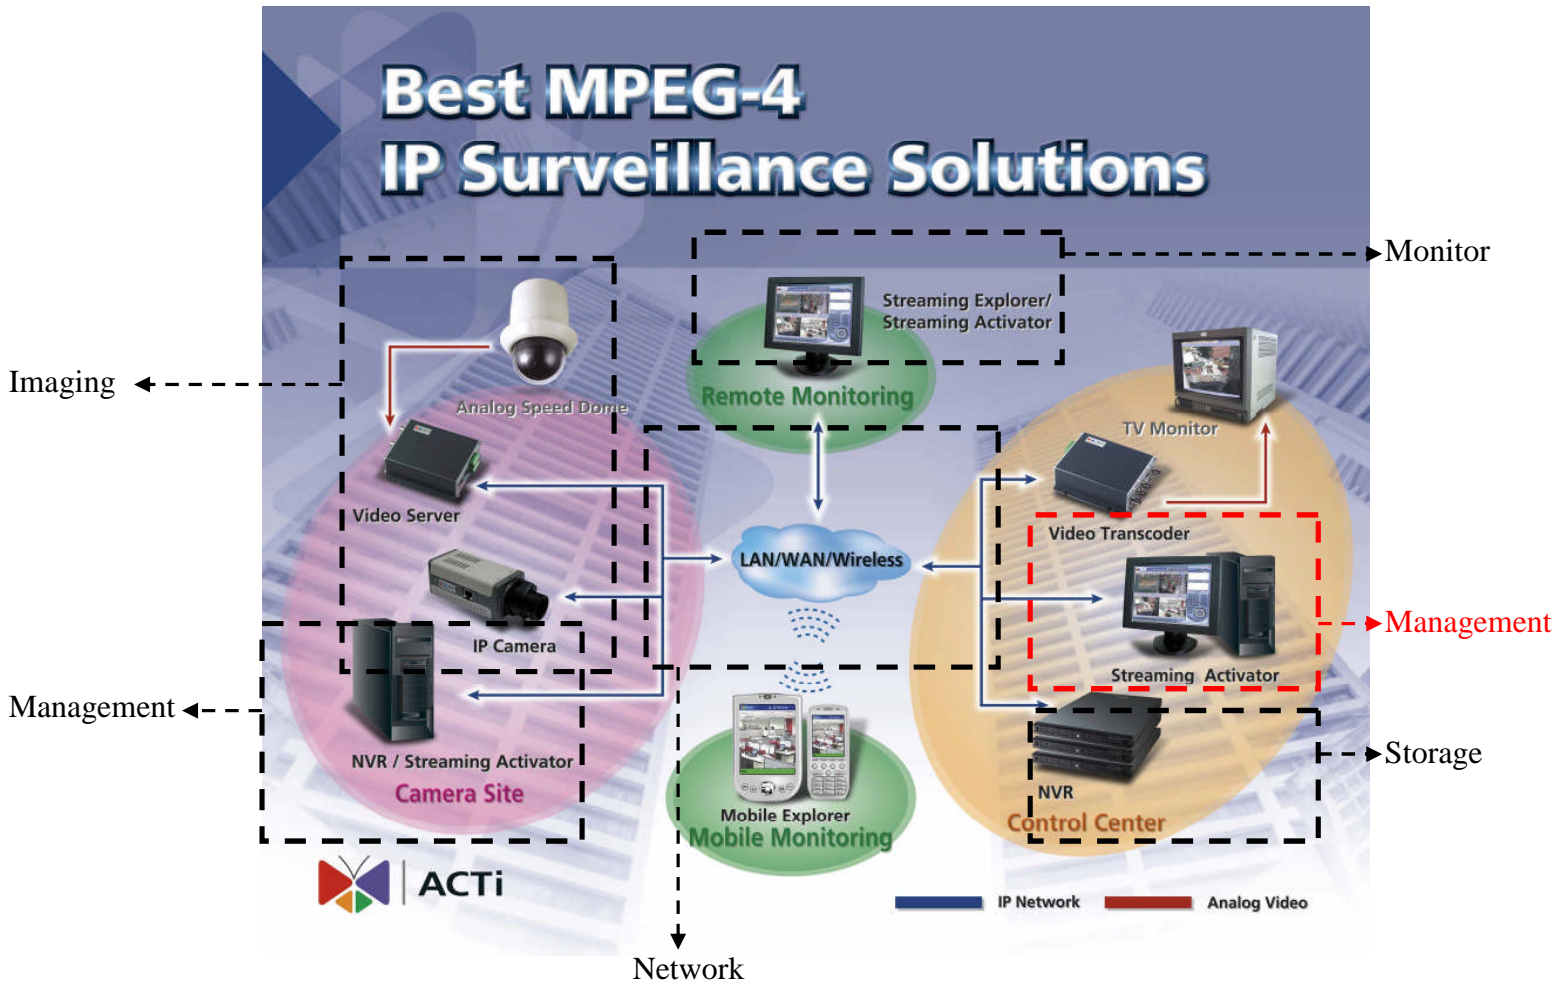 Best MPEG-4
IP Surveillance Solutions
Monitor
Streaming Explorer/
Streaming Activator
Imaging
Remote Monitoring
Analog Speed Dome
TV Monitor
Video Server
Video Transcoder
LAN/WAN/Wireless
Management
IP Camera
Streaming Activator
Management
Storage
NVR / Streaming Activator
Camera Site
NVR
Mobile Explorer
Control Center
Mobile Monitoring
ACTi
IP Network
Analog Video
Network